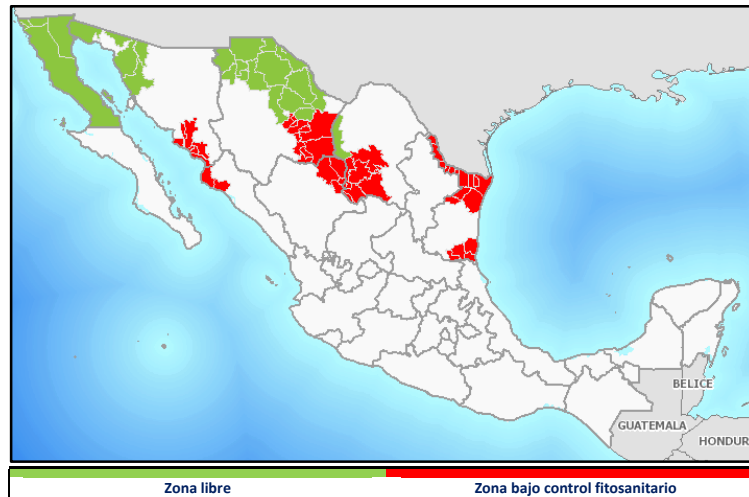 BELICE
GUATEMALA
HONDUR
Zona libre
Zona bajo control fitosanitario